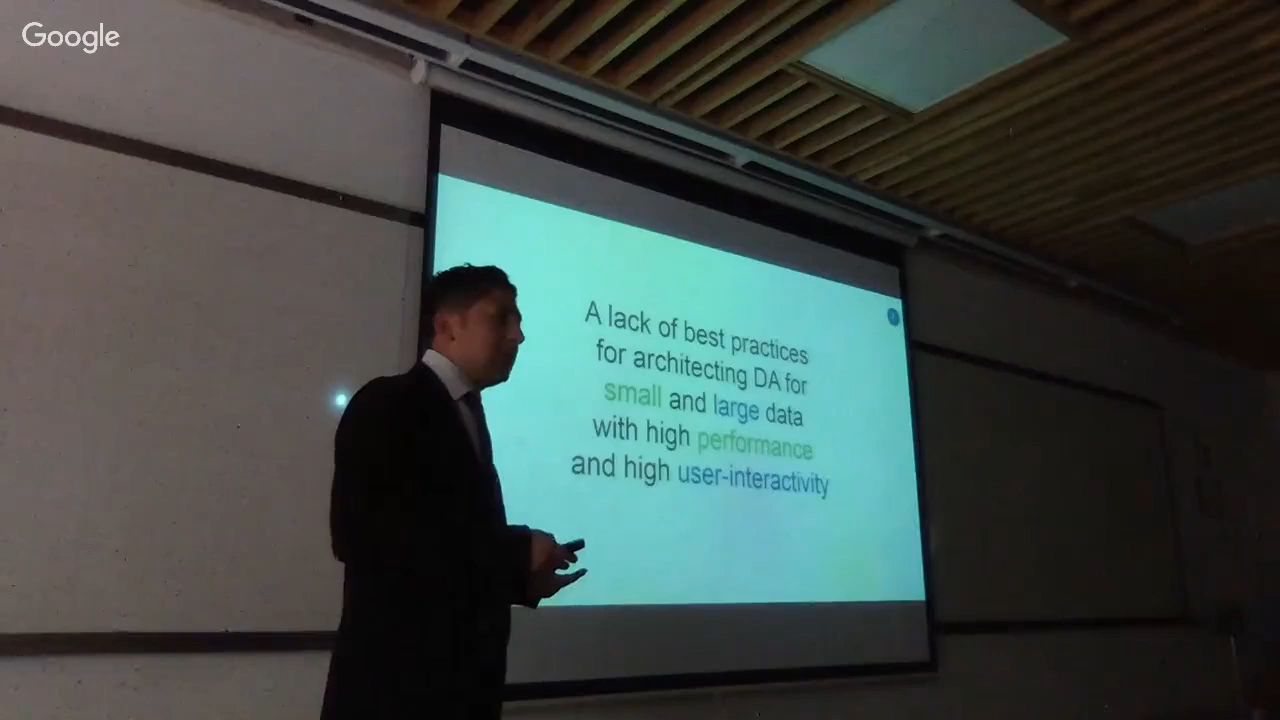 Google
A lack of best practices
for architecting DA for
small and large data
with high performance
and high user-interactivity